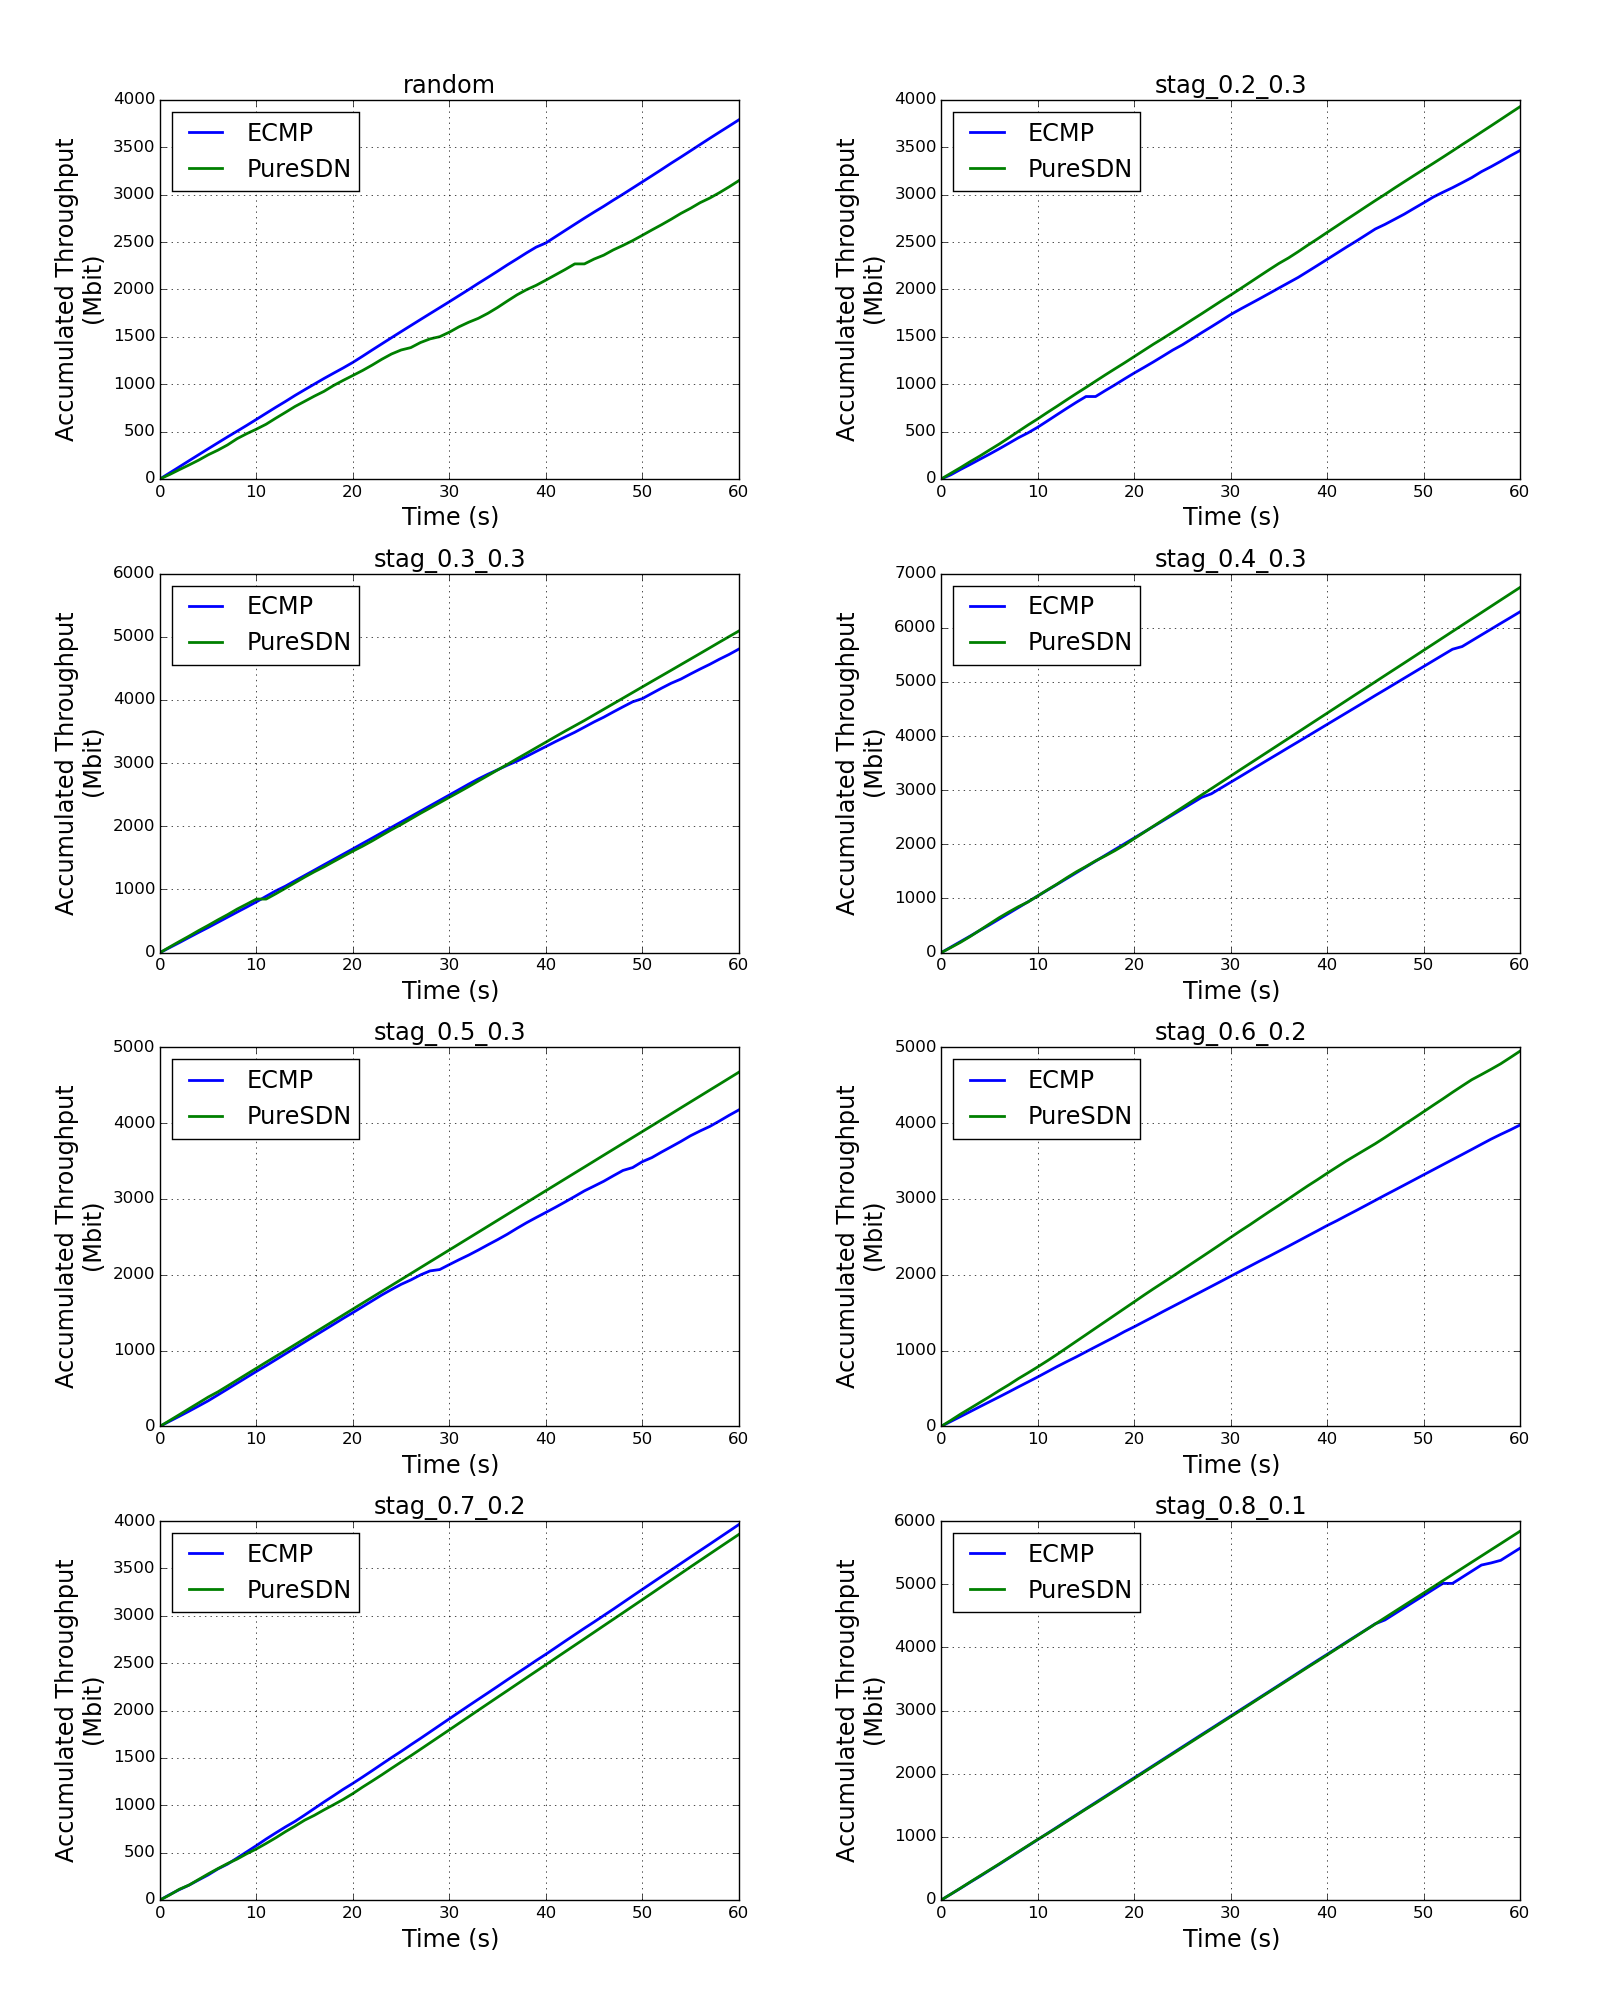 random
4000
3500
3000
2500
2000
1500
1000
500
0
0 10 20 30 40 50 60
Accumulated Throughput
(Mbit)
Time (s)
ECMP
PureSDN
stag_0.2_0.3
4000
3500
3000
2500
2000
1500
1000
500
0
0 10 20 30 40 50 60
Accumulated Throughput
(Mbit)
Time (s)
ECMP
PureSDN
stag_0.3_0.3
6000
5000
4000
3000
2000
1000
0
0 10 20 30 40 50 60
Accumulated Throughput
(Mbit)
Time (s)
ECMP
PureSDN
stag_0.4_0.3
7000
6000
5000
4000
3000
2000
1000
0
0 10 20 30 40 50 60
Accumulated Throughput
(Mbit)
Time (s)
ECMP
PureSDN
stag_0.5_0.3
5000
4000
3000
2000
1000
0
0 10 20 30 40 50 60
Accumulated Throughput
(Mbit)
Time (s)
ECMP
PureSDN
stag_0.6_0.2
5000
4000
3000
2000
1000
0
0 10 20 30 40 50 60
Accumulated Throughput
(Mbit)
Time (s)
ECMP
PureSDN
stag_0.7_0.2
4000
3500
3000
2500
2000
1500
1000
500
0
0 10 20 30 40 50 60
Accumulated Throughput
(Mbit)
Time (s)
ECMP
PureSDN
stag_0.8_0.1
6000
5000
4000
3000
2000
1000
0
0 10 20 30 40 50 60
Accumulated Throughput
(Mbit)
Time (s)
ECMP
PureSDN